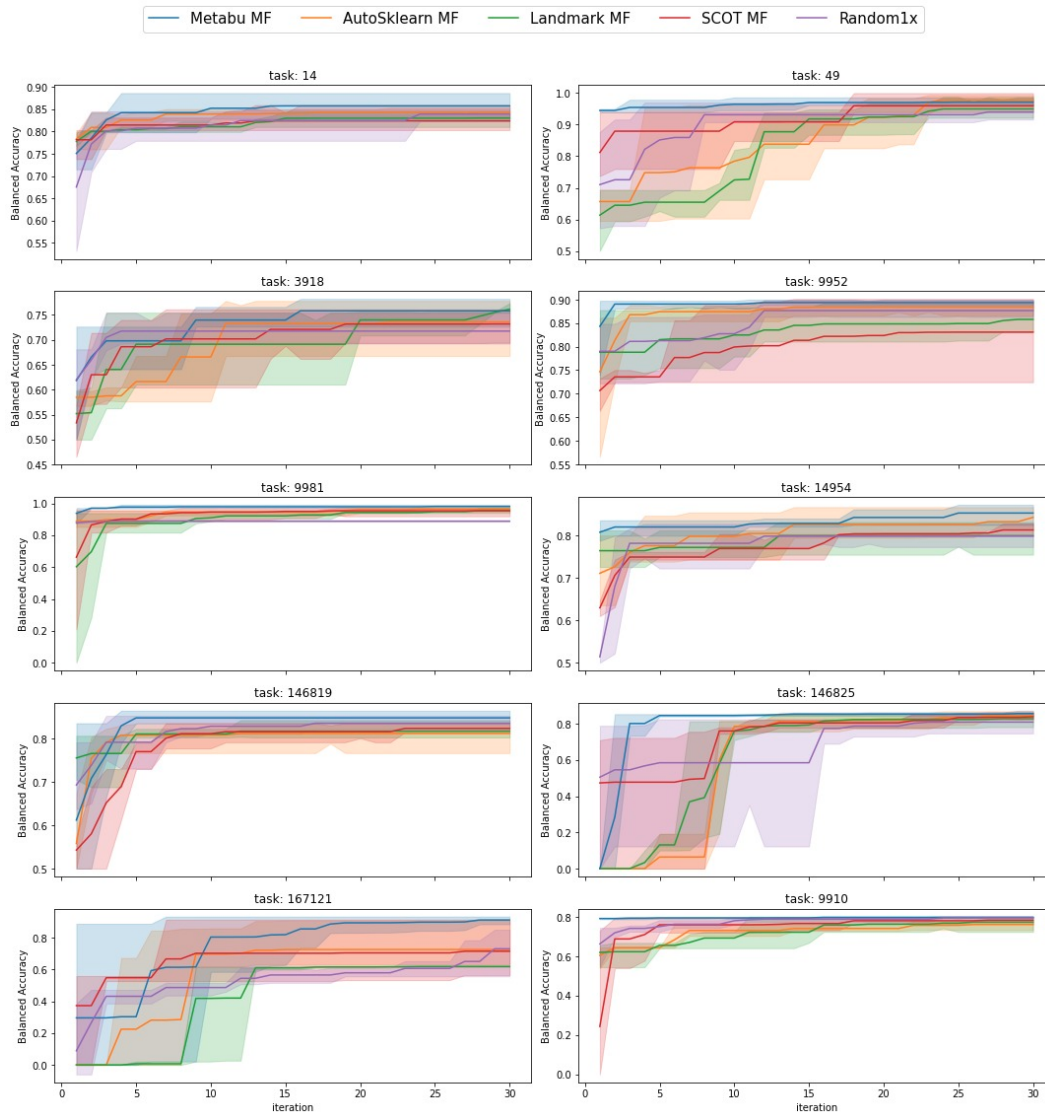 Metabu MF AutoSklearn MF Landmark MF SCOT MF Random1x
task: 14
0.90
0.85
0.80
0.75
0.70
0.65
0.60
0.55
Balanced Accuracy
task: 49
1.0
0.9
0.8
0.7
0.6
0.5
Balanced Accuracy
task: 3918
0.75
0.70
0.65
0.60
0.55
0.50
0.45
Balanced Accuracy
task: 9952
0.90
0.85
0.80
0.75
0.70
0.65
0.60
0.55
Balanced Accuracy
task: 9981
1.0
0.8
0.6
0.4
0.2
0.0
Balanced Accuracy
task: 14954
0.8
0.7
0.6
0.5
Balanced Accuracy
task: 146819
0.8
0.7
0.6
0.5
Balanced Accuracy
task: 146825
0.8
0.6
0.4
0.2
0.0
Balanced Accuracy
task: 167121
0.8
0.6
0.4
0.2
0.0
Balanced Accuracy
0 5 10 15 20 25 30
iteration
task: 9910
0.8
0.6
0.4
0.2
0.0
Balanced Accuracy
0 5 10 15 20 25 30
iteration